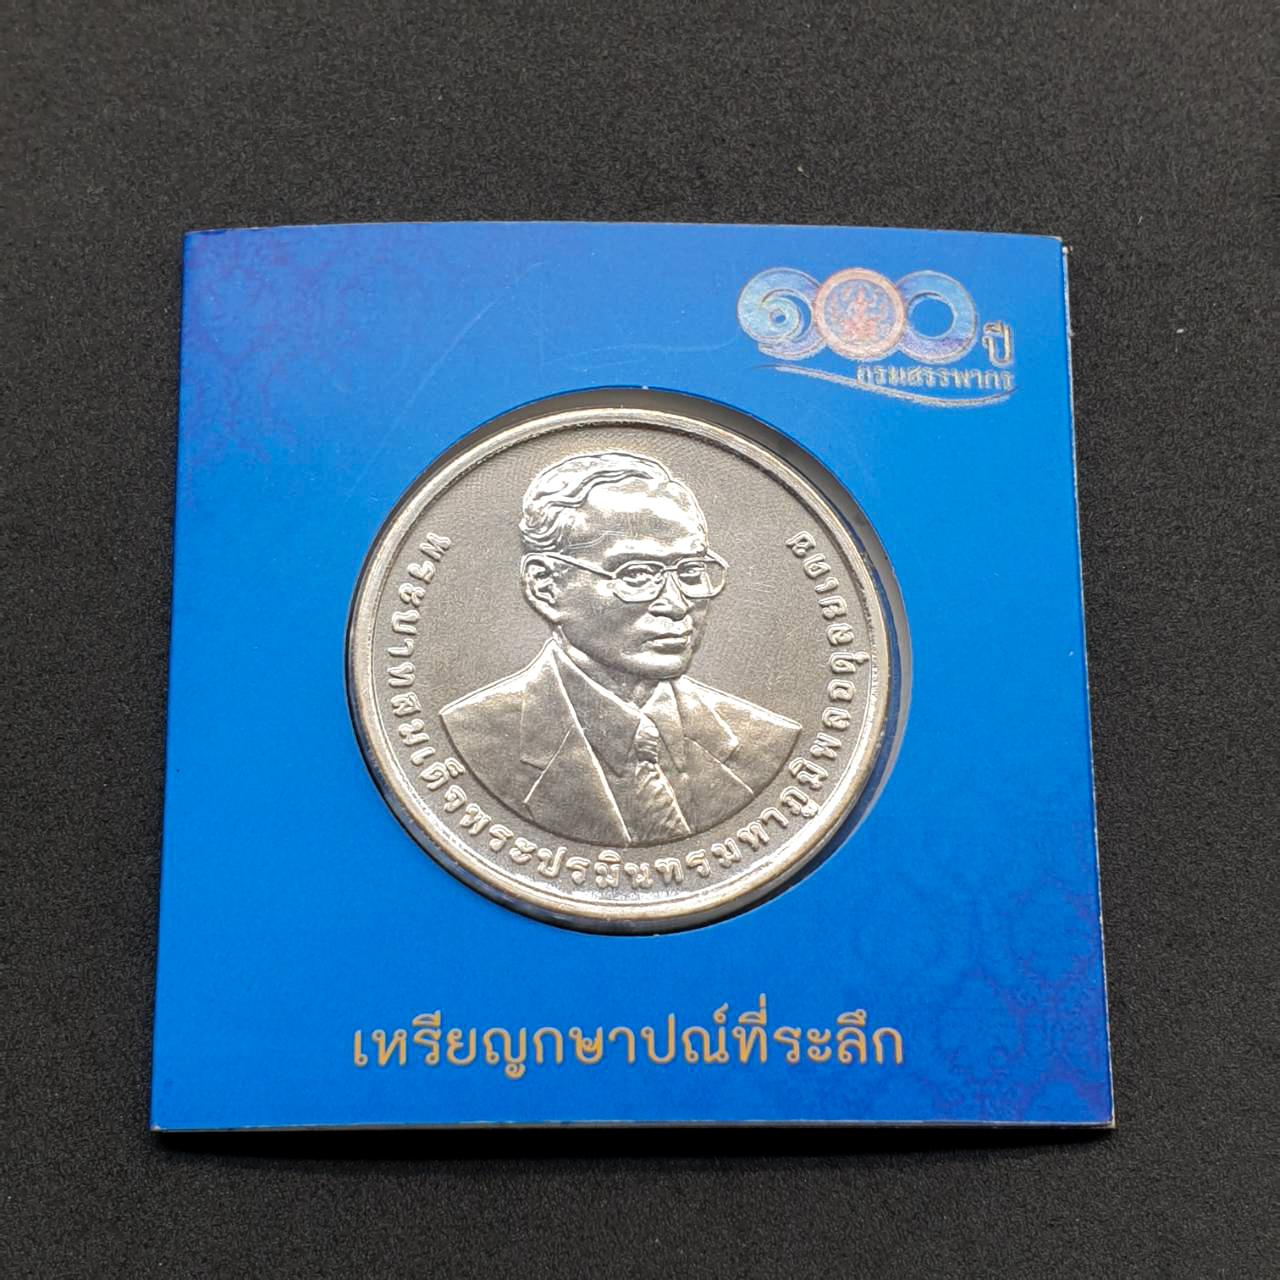 ๑๐๐ ปี
กรมสรรพากร
พระบาทสมเด็จพระปรมินทรมหาภูมิพลอดุลยเดช
เหรียญกษาปณ์ที่ระลึก